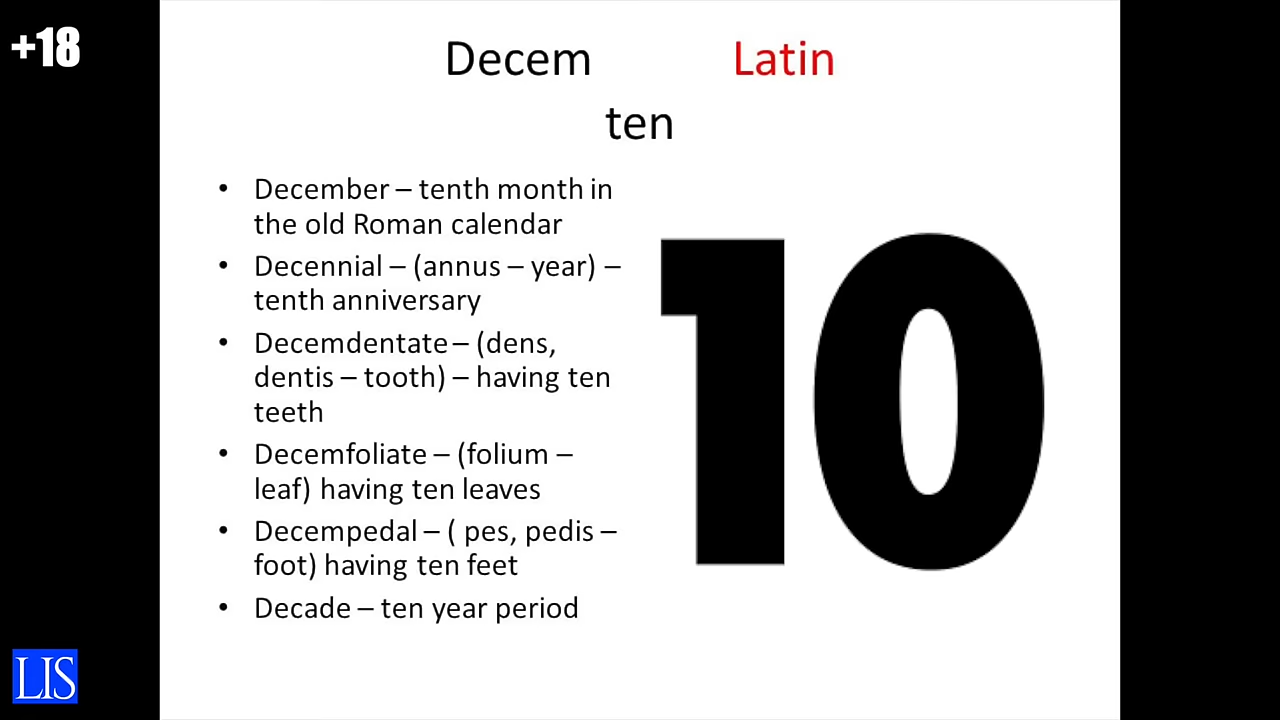 +18
Decem Latin
ten
• December – tenth month in
the old Roman calendar
• Decennial – (annus – year) –
tenth anniversary
• Decemdentate – (dens,
dentis – tooth) – having ten
teeth
• Decemfoliate – (folium –
leaf) having ten leaves
• Decempedal – ( pes, pedis –
foot) having ten feet
• Decade – ten year period
10
LIS